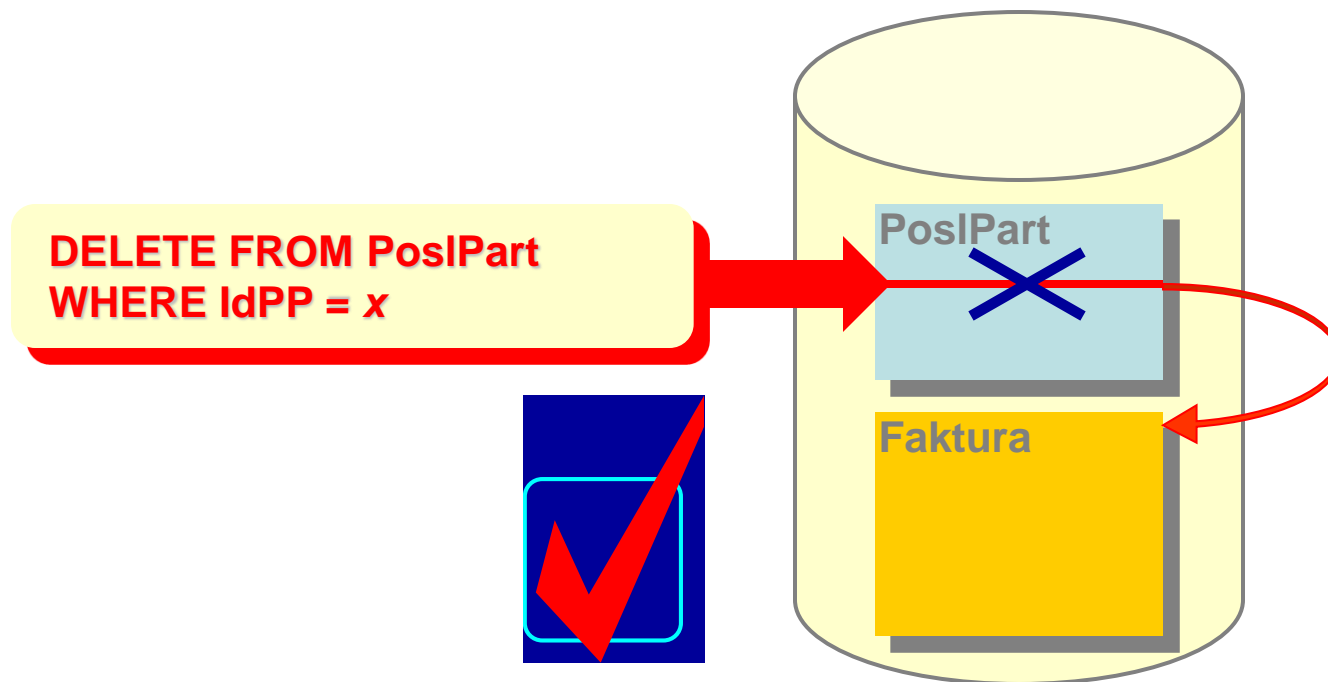 DELETE FROM PoslPart
WHERE IdPP = x
PoslPart
Faktura